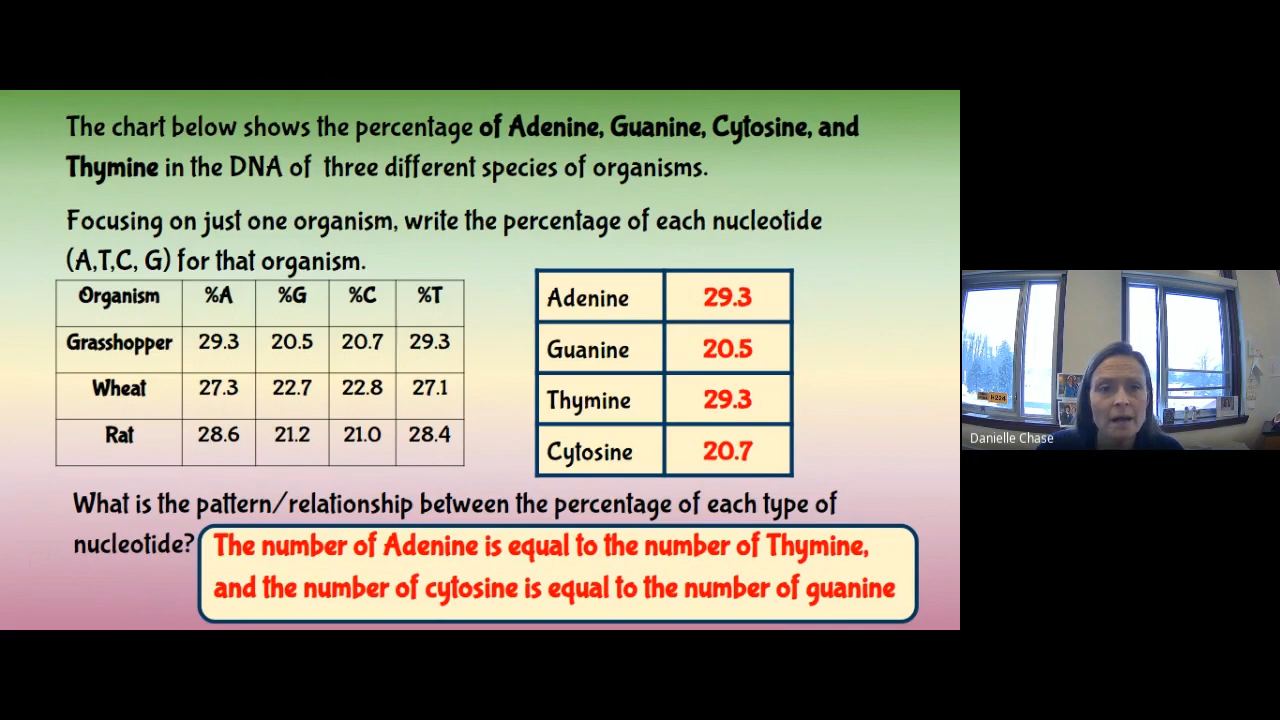 The chart below shows the percentage of Adenine, Guanine, Cytosine, and
Thymine in the DNA of three different species of organisms.
Focusing on just one organism, write the percentage of each nucleotide
(A,T,C, G) for that organism.
Organism %A %G %C %T
Grasshopper 29.3 20.5 20.7 29.3
Wheat 27.3 22.7 22.8 27.1
Rat 28.6 21.2 21.0 28.4
Adenine 29.3
Guanine 20.5
Thymine 29.3
Cytosine 20.7
What is the pattern/relationship between the percentage of each type of
nucleotide?
The number of Adenine is equal to the number of Thymine,
and the number of cytosine is equal to the number of guanine
Danielle Chase